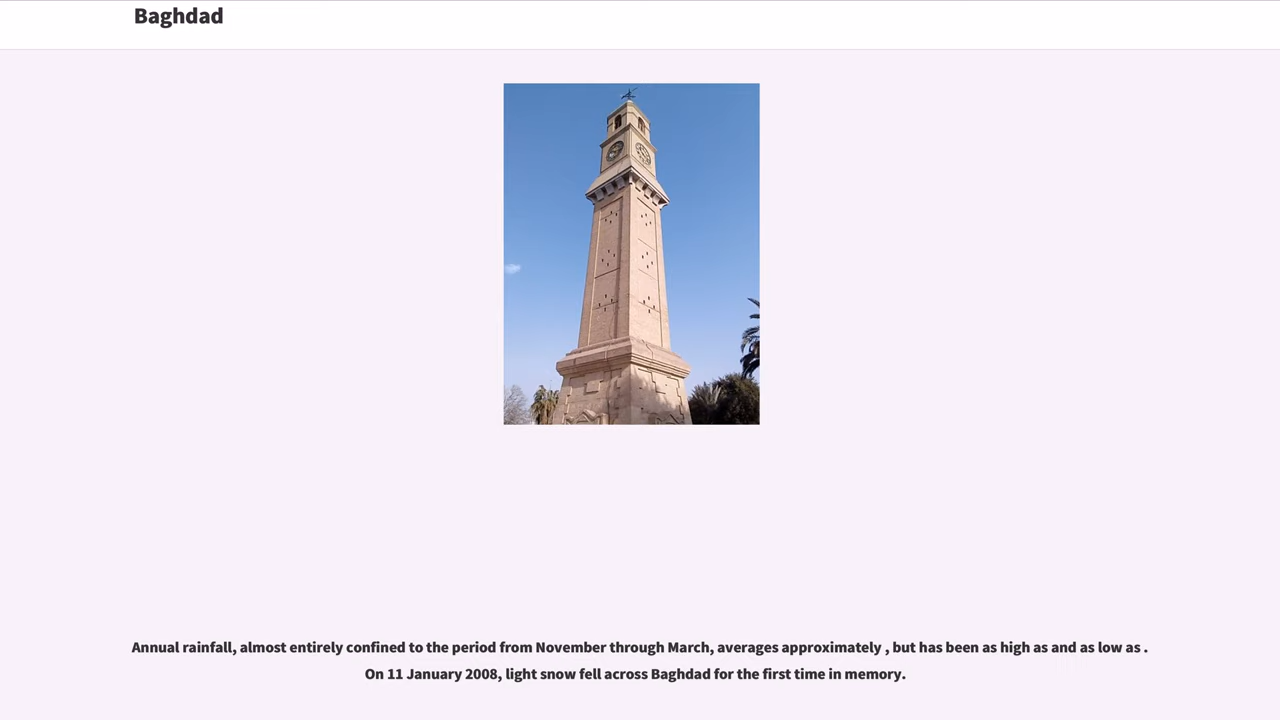 Baghdad
Annual rainfall, almost entirely confined to the period from November through March, averages approximately , but has been as high as and as low as .
On 11 January 2008, light snow fell across Baghdad for the first time in memory.